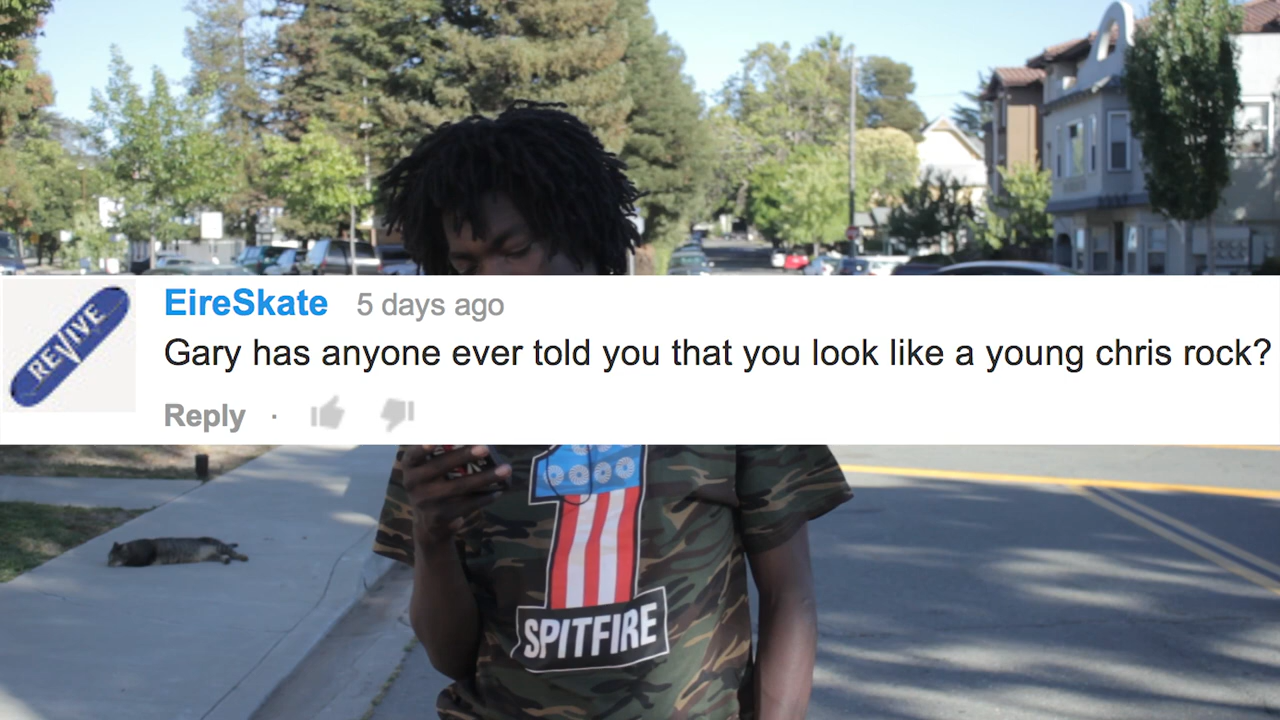 EireSkate 5 days ago
REVIVE
Gary has anyone ever told you that you look like a young chris rock?
Reply ·
SPITFIRE